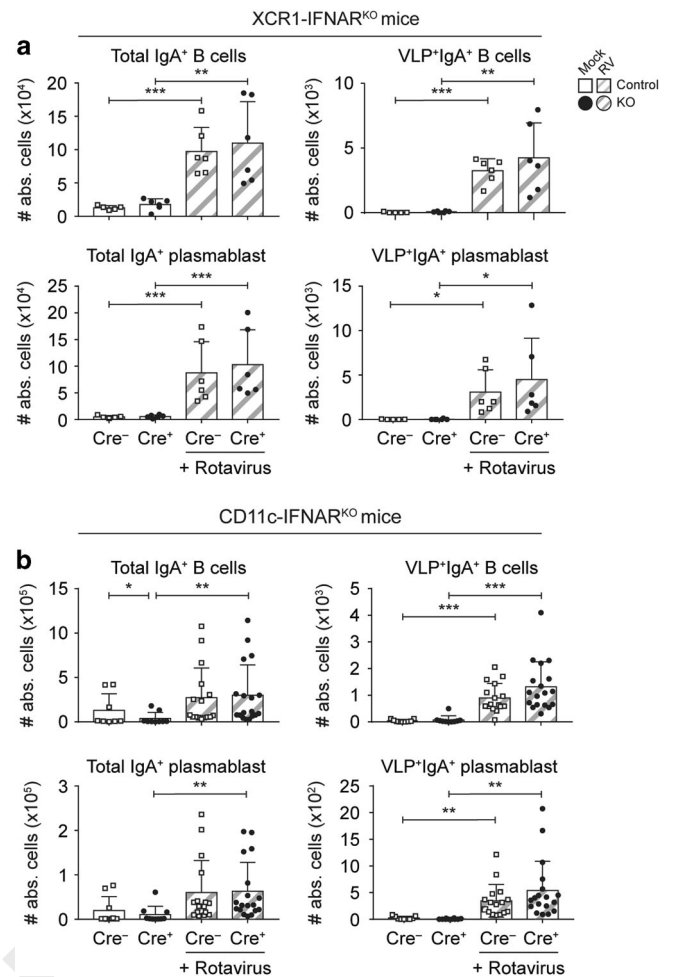 XCR1-IFNARᴷᴼ mice
a
Total IgA⁺ B cells
VLP⁺IgA⁺ B cells
Mock
RV
Control
KO
# abs. cells (x10⁴)
20
15
10
5
0
***
**
# abs. cells (x10³)
10
5
0
***
**
Total IgA⁺ plasmablast
VLP⁺IgA⁺ plasmablast
# abs. cells (x10⁴)
25
20
15
10
5
0
***
***
Cre⁻ Cre⁺ Cre⁻ Cre⁺
+ Rotavirus
# abs. cells (x10³)
15
10
5
0
*
*
Cre⁻ Cre⁺ Cre⁻ Cre⁺
+ Rotavirus
CD11c-IFNARᴷᴼ mice
b
Total IgA⁺ B cells
VLP⁺IgA⁺ B cells
# abs. cells (x10⁵)
15
10
5
0
*
**
# abs. cells (x10³)
5
4
3
2
1
0
***
***
Total IgA⁺ plasmablast
VLP⁺IgA⁺ plasmablast
# abs. cells (x10⁵)
3
2
1
0
**
Cre⁻ Cre⁺ Cre⁻ Cre⁺
+ Rotavirus
# abs. cells (x10²)
25
20
15
10
5
0
**
**
Cre⁻ Cre⁺ Cre⁻ Cre⁺
+ Rotavirus